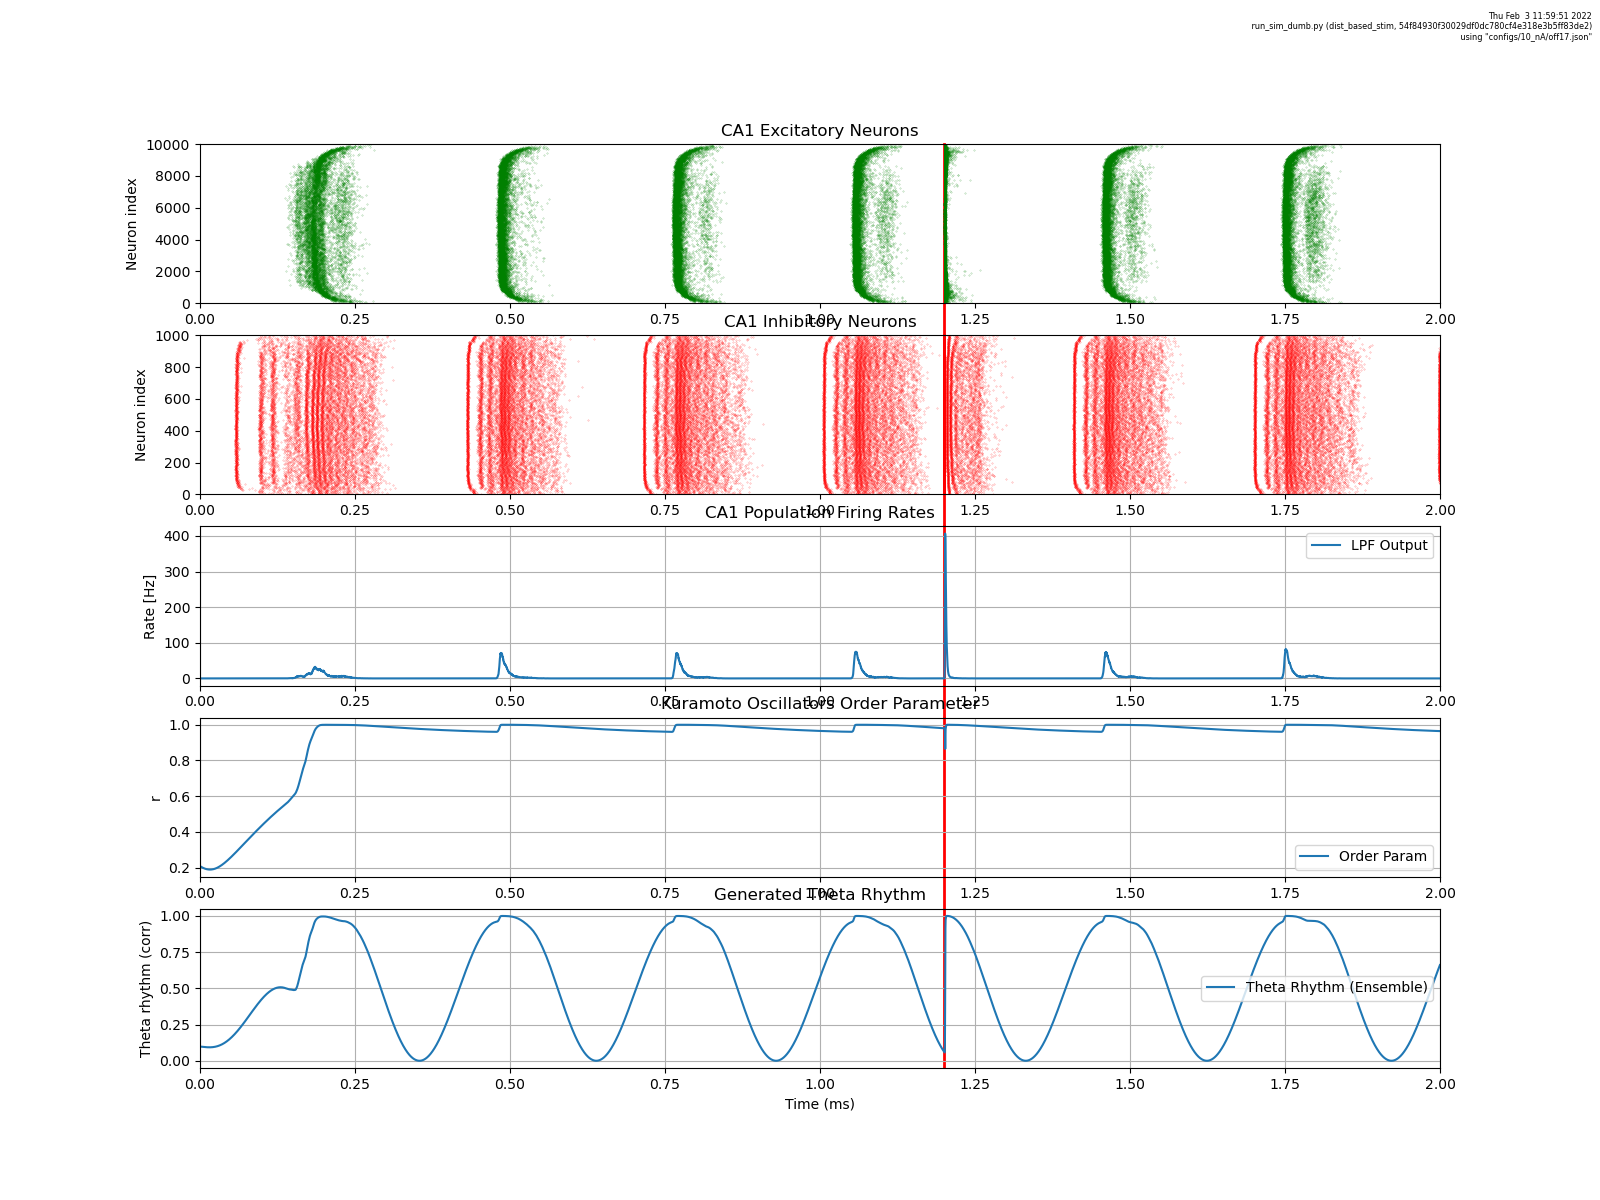 Thu Feb  3 11:59:51 2022
run_sim_dumb.py (dist_based_stim, 54f84930f30029df0dc780cf4e318e3b5ff83de2)
using "configs/10_nA/off17.json"
CA1 Excitatory Neurons
Neuron index
10000
8000
6000
4000
2000
0
0.00 0.25 0.50 0.75 1.00 1.25 1.50 1.75 2.00
CA1 Inhibitory Neurons
Neuron index
1000
800
600
400
200
0
0.00 0.25 0.50 0.75 1.00 1.25 1.50 1.75 2.00
CA1 Population Firing Rates
Rate [Hz]
400
300
200
100
0
LPF Output
0.00 0.25 0.50 0.75 1.00 1.25 1.50 1.75 2.00
Kuramoto Oscillators Order Parameter
r
1.0
0.8
0.6
0.4
0.2
Order Param
0.00 0.25 0.50 0.75 1.00 1.25 1.50 1.75 2.00
Generated Theta Rhythm
Theta rhythm (corr)
1.00
0.75
0.50
0.25
0.00
Theta Rhythm (Ensemble)
0.00 0.25 0.50 0.75 1.00 1.25 1.50 1.75 2.00
Time (ms)